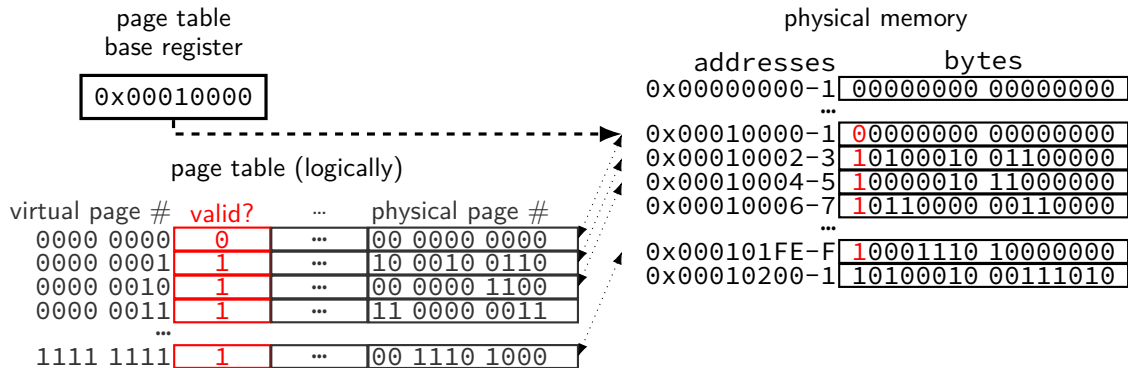 page table
base register
0x00010000
page table (logically)
virtual page # valid? ... physical page #
0000 0000 0 ... 00 0000 0000
0000 0001 1 ... 10 0010 0110
0000 0010 1 ... 00 0000 1100
0000 0011 1 11 0000 0011
...
1111 1111 1 ... 00 1110 1000
physical memory
addresses bytes
0x00000000-1 00000000 00000000
...
0x00010000-1 00000000 00000000
0x00010002-3 10100010 01100000
0x00010004-5 10000010 11000000
0x00010006-7 10110000 00110000
...
0x000101FE-F 10001110 10000000
0x00010200-1 10100010 00111010